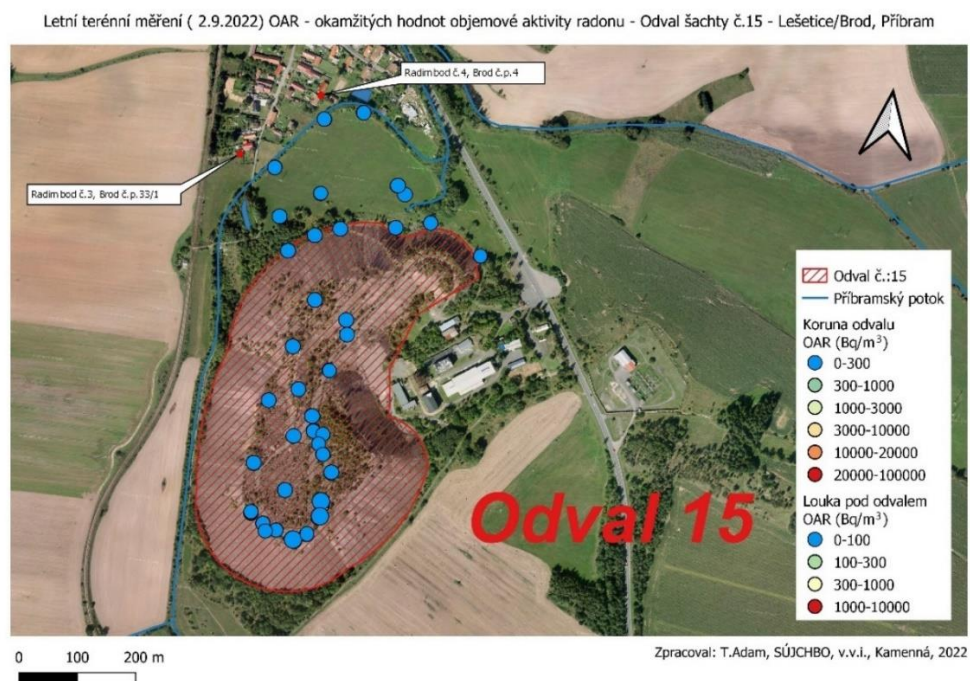 Letní terénní měření ( 2.9.2022) OAR - okamžitých hodnot objemové aktivity radonu - Odval šachty č.15 - Lešetice/Brod, Příbram
Radimbod č.4, Brod č.p.4
Radimbod č.3, Brod č.p.33/1
Odval č.:15
Příbramský potok
Koruna odvalu
OAR (Bq/m³)
0-300
300-1000
1000-3000
3000-10000
10000-20000
20000-100000
Louka pod odvalem
OAR (Bq/m³)
0-100
100-300
300-1000
1000-10000
Odval 15
Zpracoval: T.Adam, SÚJCHBO, v.v.i., Kamenná, 2022
0 100 200 m